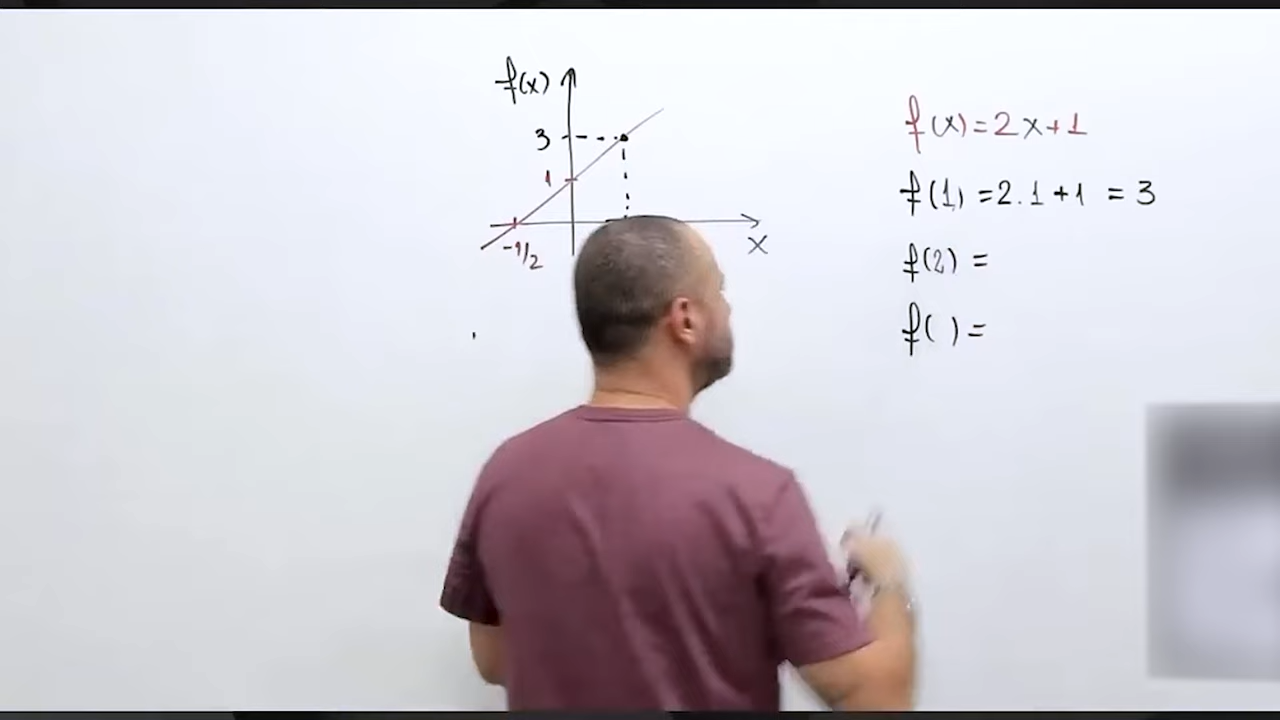 f(x)
3
1
-1/2
x
f(x)=2x+1
f(1)=2.1+1 = 3
f(2) =
f( ) =